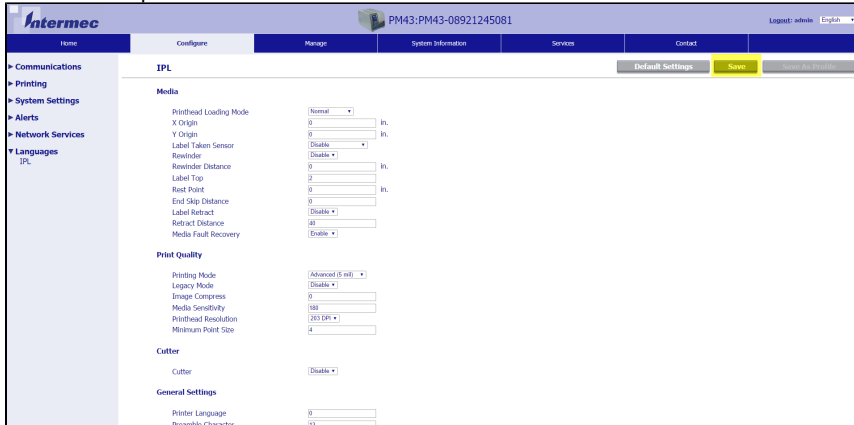 Intermec
PM43:PM43-08921245081
Logout: admin English
Home Configure Manage System Information Services Contact
Communications
Printing
System Settings
Alerts
Network Services
Languages
IPL
IPL Default Settings Save Save As Profile
Media
Printhead Loading Mode Normal
X Origin 0 in.
Y Origin 0 in.
Label Taken Sensor Disable
Rewinder Disable
Rewinder Distance 0 in.
Label Top 2
Rest Point 0 in.
End Skip Distance 0
Label Retract Disable
Retract Distance 40
Media Fault Recovery Enable
Print Quality
Printing Mode Advanced (5 mil)
Legacy Mode Disable
Image Compress 0
Media Sensitivity 180
Printhead Resolution 203 DPI
Minimum Point Size 4
Cutter
Cutter Disable
General Settings
Printer Language 0
Preamble Character 13